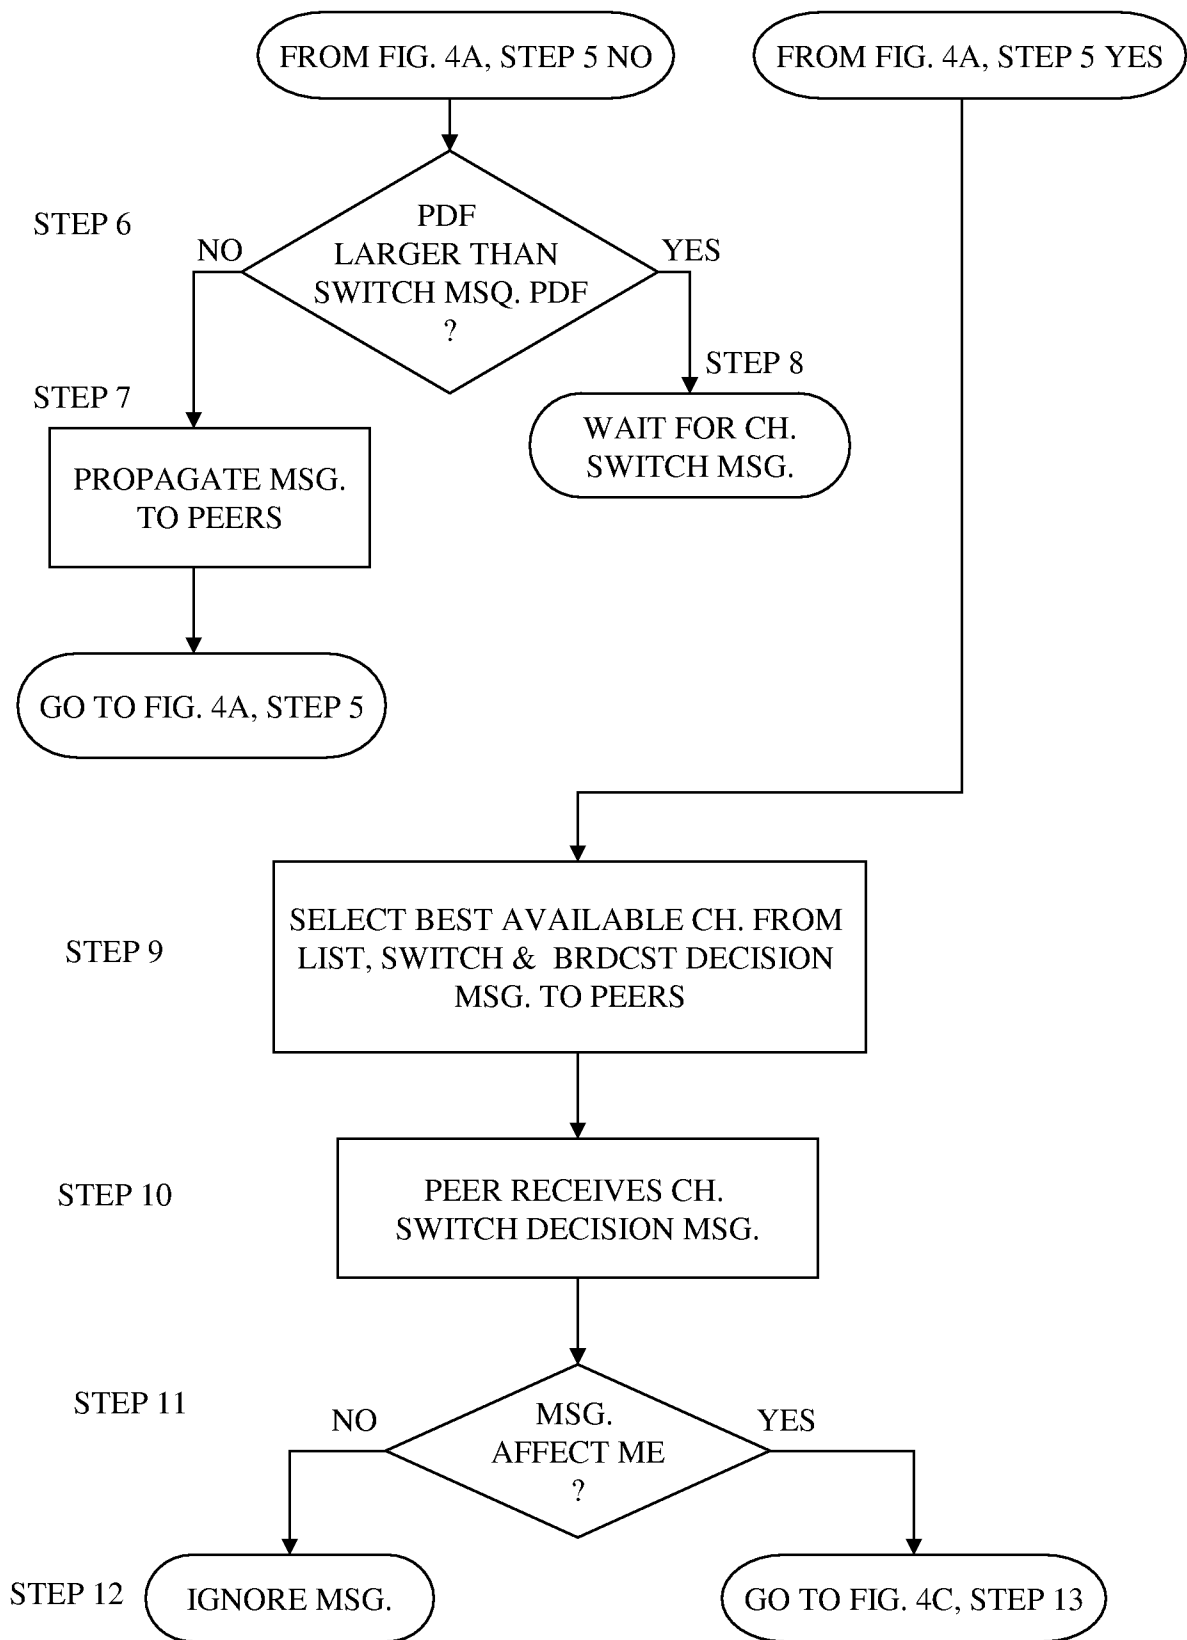 FROM FIG. 4A, STEP 5 NO
FROM FIG. 4A, STEP 5 YES
STEP 6
PDF
LARGER THAN
SWITCH MSQ. PDF
?
NO
YES
STEP 7
STEP 8
PROPAGATE MSG.
TO PEERS
WAIT FOR CH.
SWITCH MSG.
GO TO FIG. 4A, STEP 5
STEP 9
SELECT BEST AVAILABLE CH. FROM
LIST, SWITCH & BRDCST DECISION
MSG. TO PEERS
STEP 10
PEER RECEIVES CH.
SWITCH DECISION MSG.
STEP 11
NO
MSG.
AFFECT ME
?
YES
STEP 12
IGNORE MSG.
GO TO FIG. 4C, STEP 13